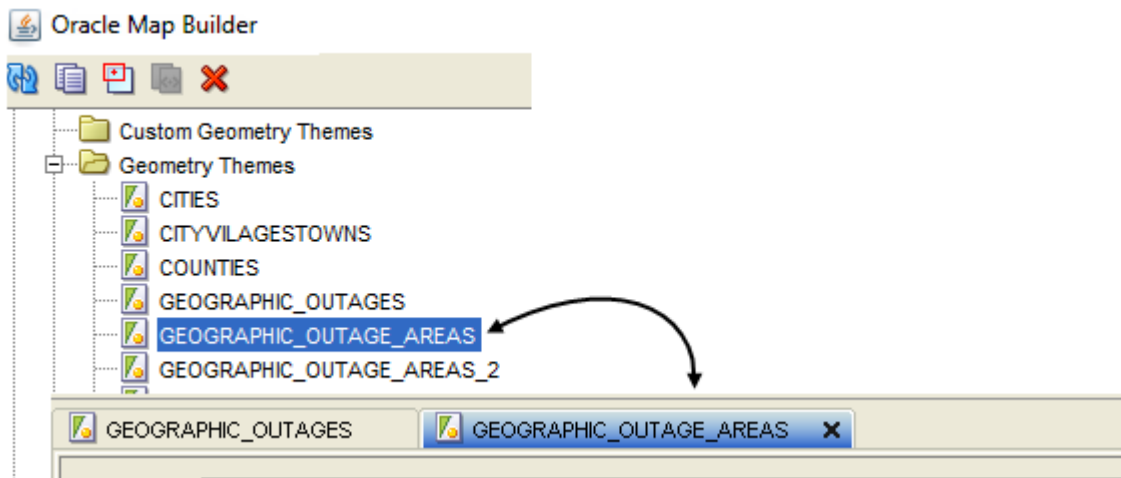 Oracle Map Builder
Custom Geometry Themes
Geometry Themes
CITIES
CITYVILAGESTOWNS
COUNTIES
GEOGRAPHIC_OUTAGES
GEOGRAPHIC_OUTAGE_AREAS
GEOGRAPHIC_OUTAGE_AREAS_2
GEOGRAPHIC_OUTAGES GEOGRAPHIC_OUTAGE_AREAS